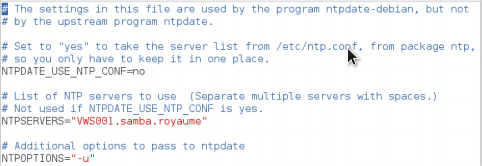 # The settings in this file are used by the program ntpdate-debian, but not
# by the upstream program ntpdate.
# Set to "yes" to take the server list from /etc/ntp.conf, from package ntp,
# so you only have to keep it in one place.
NTPDATE_USE_NTP_CONF=no
# List of NTP servers to use  (Separate multiple servers with spaces.)
# Not used if NTPDATE_USE_NTP_CONF is yes.
NTPSERVERS="VWS001.samba.royaume"
# Additional options to pass to ntpdate
NTPOPTIONS="-u"